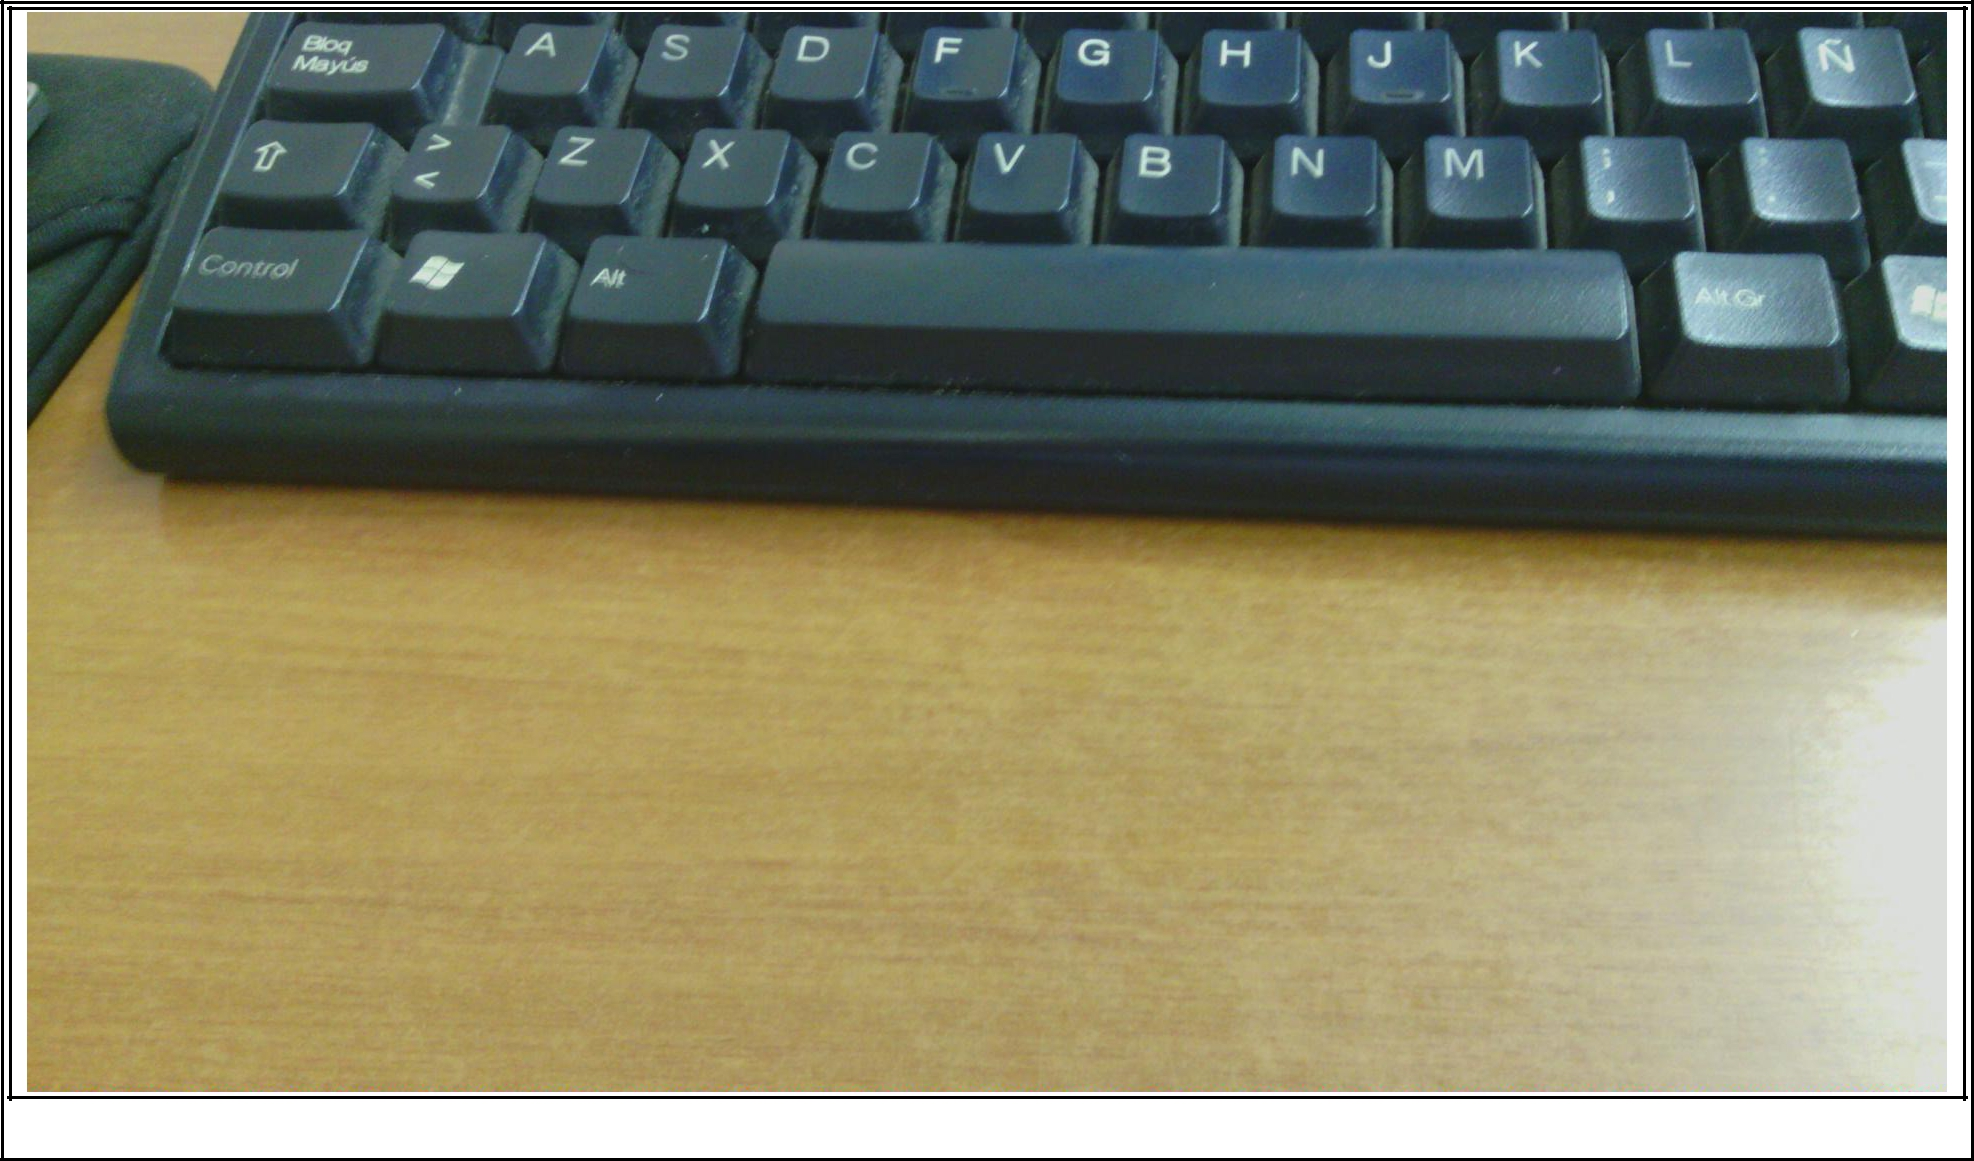 Bloq
Mayús
A S D F G H J K L Ñ
⇧ > Z X C V B N M ; :
< , .
Control Alt Alt Gr